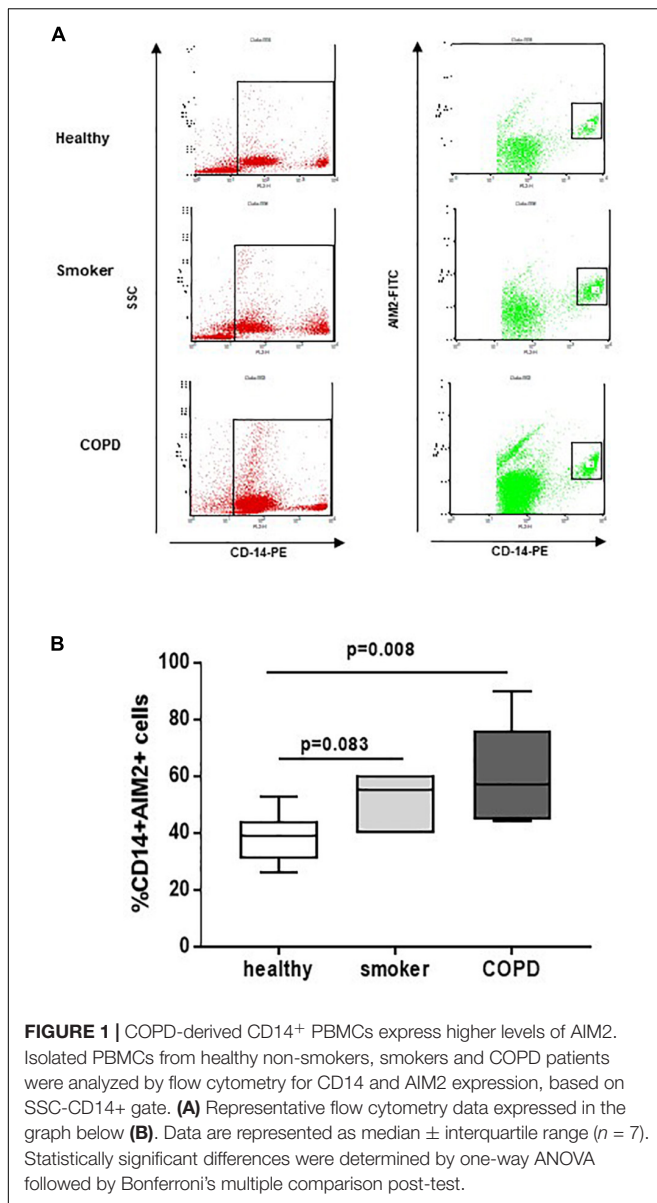 A
Healthy
Smoker
COPD
SSC
CD-14-PE
AIM2-FITC
CD-14-PE
B
p=0.008
p=0.083
%CD14+AIM2+ cells
100
80
60
40
20
0
healthy
smoker
COPD
FIGURE 1 | COPD-derived CD14+ PBMCs express higher levels of AIM2.
Isolated PBMCs from healthy non-smokers, smokers and COPD patients
were analyzed by flow cytometry for CD14 and AIM2 expression, based on
SSC-CD14+ gate. (A) Representative flow cytometry data expressed in the
graph below (B). Data are represented as median ± interquartile range (n = 7).
Statistically significant differences were determined by one-way ANOVA
followed by Bonferroni's multiple comparison post-test.